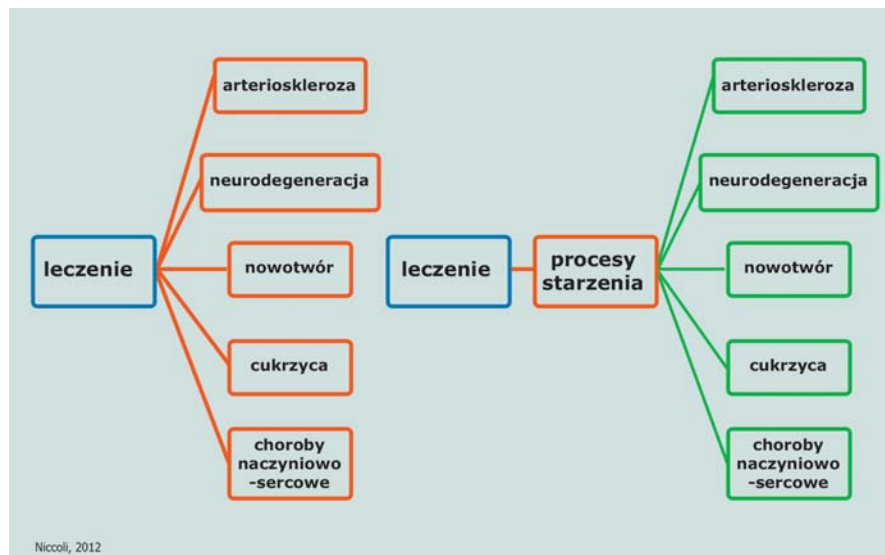 arterioskleroza
neurodegeneracja
leczenie
nowotwór
cukrzyca
choroby
naczyniowo
-sercowe
leczenie
procesy
starzenia
arterioskleroza
neurodegeneracja
nowotwór
cukrzyca
choroby
naczyniowo
-sercowe
Niccoli, 2012